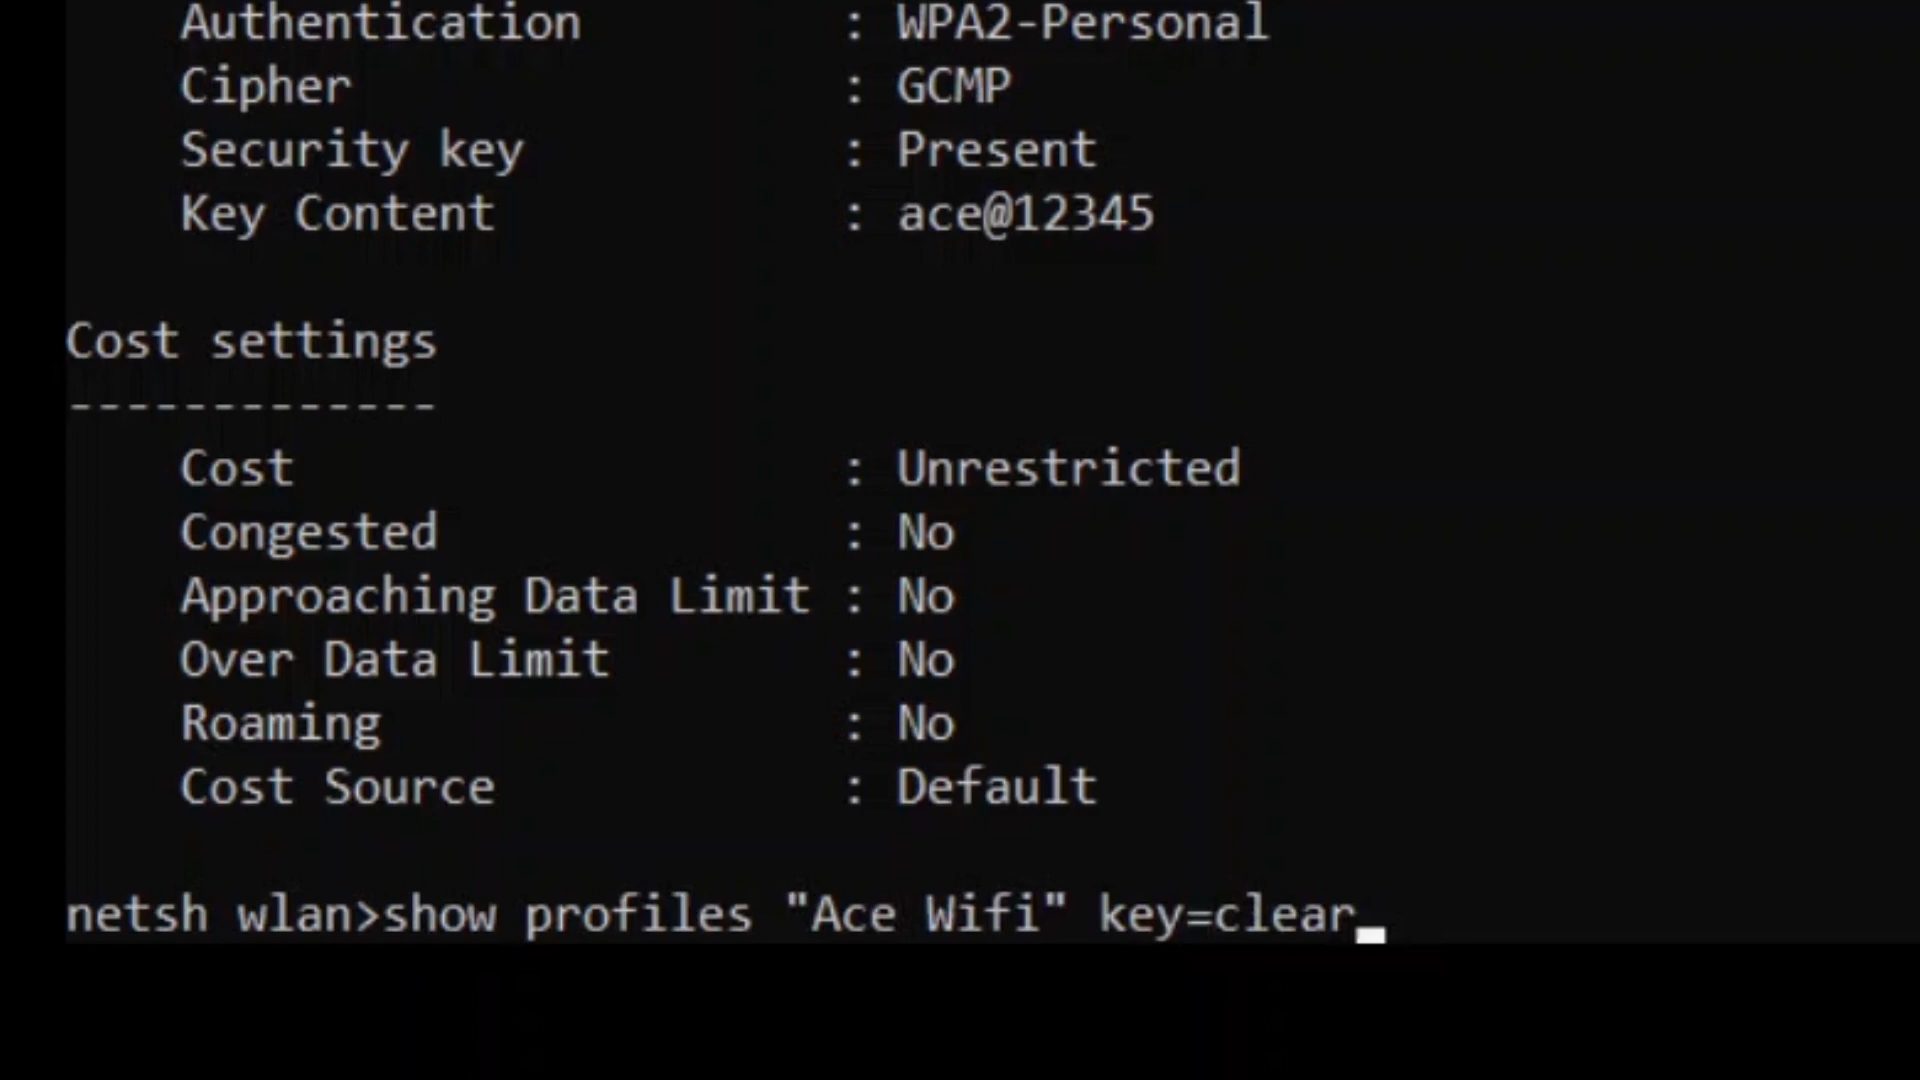 Authentication : WPA2-Personal
Cipher : GCMP
Security key : Present
Key Content : ace@12345
Cost settings
-------------
Cost : Unrestricted
Congested : No
Approaching Data Limit : No
Over Data Limit : No
Roaming : No
Cost Source : Default
netsh wlan>show profiles "Ace Wifi" key=clear